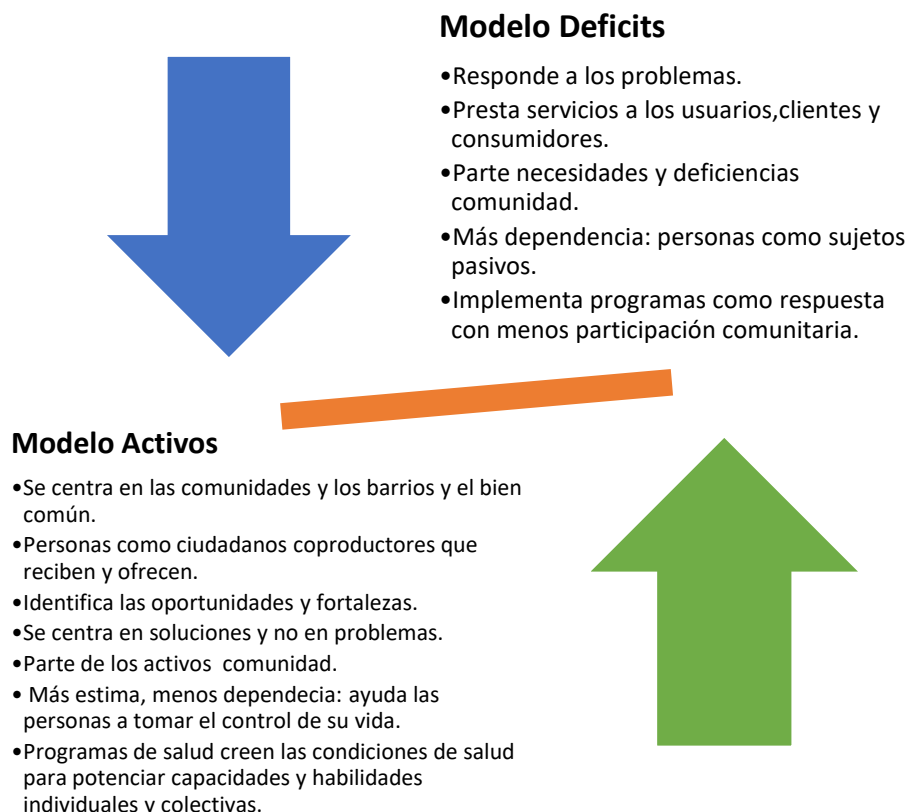 Modelo Deficits
•Responde a los problemas.
•Presta servicios a los usuarios,clientes y
consumidores.
•Parte necesidades y deficiencias
comunidad.
•Más dependencia: personas como sujetos
pasivos.
•Implementa programas como respuesta
con menos participación comunitaria.
Modelo Activos
•Se centra en las comunidades y los barrios y el bien
común.
•Personas como ciudadanos coproductores que
reciben y ofrecen.
•Identifica las oportunidades y fortalezas.
•Se centra en soluciones y no en problemas.
•Parte de los activos comunidad.
• Más estima, menos dependecia: ayuda las
personas a tomar el control de su vida.
•Programas de salud creen las condiciones de salud
para potenciar capacidades y habilidades
individuales y colectivas.